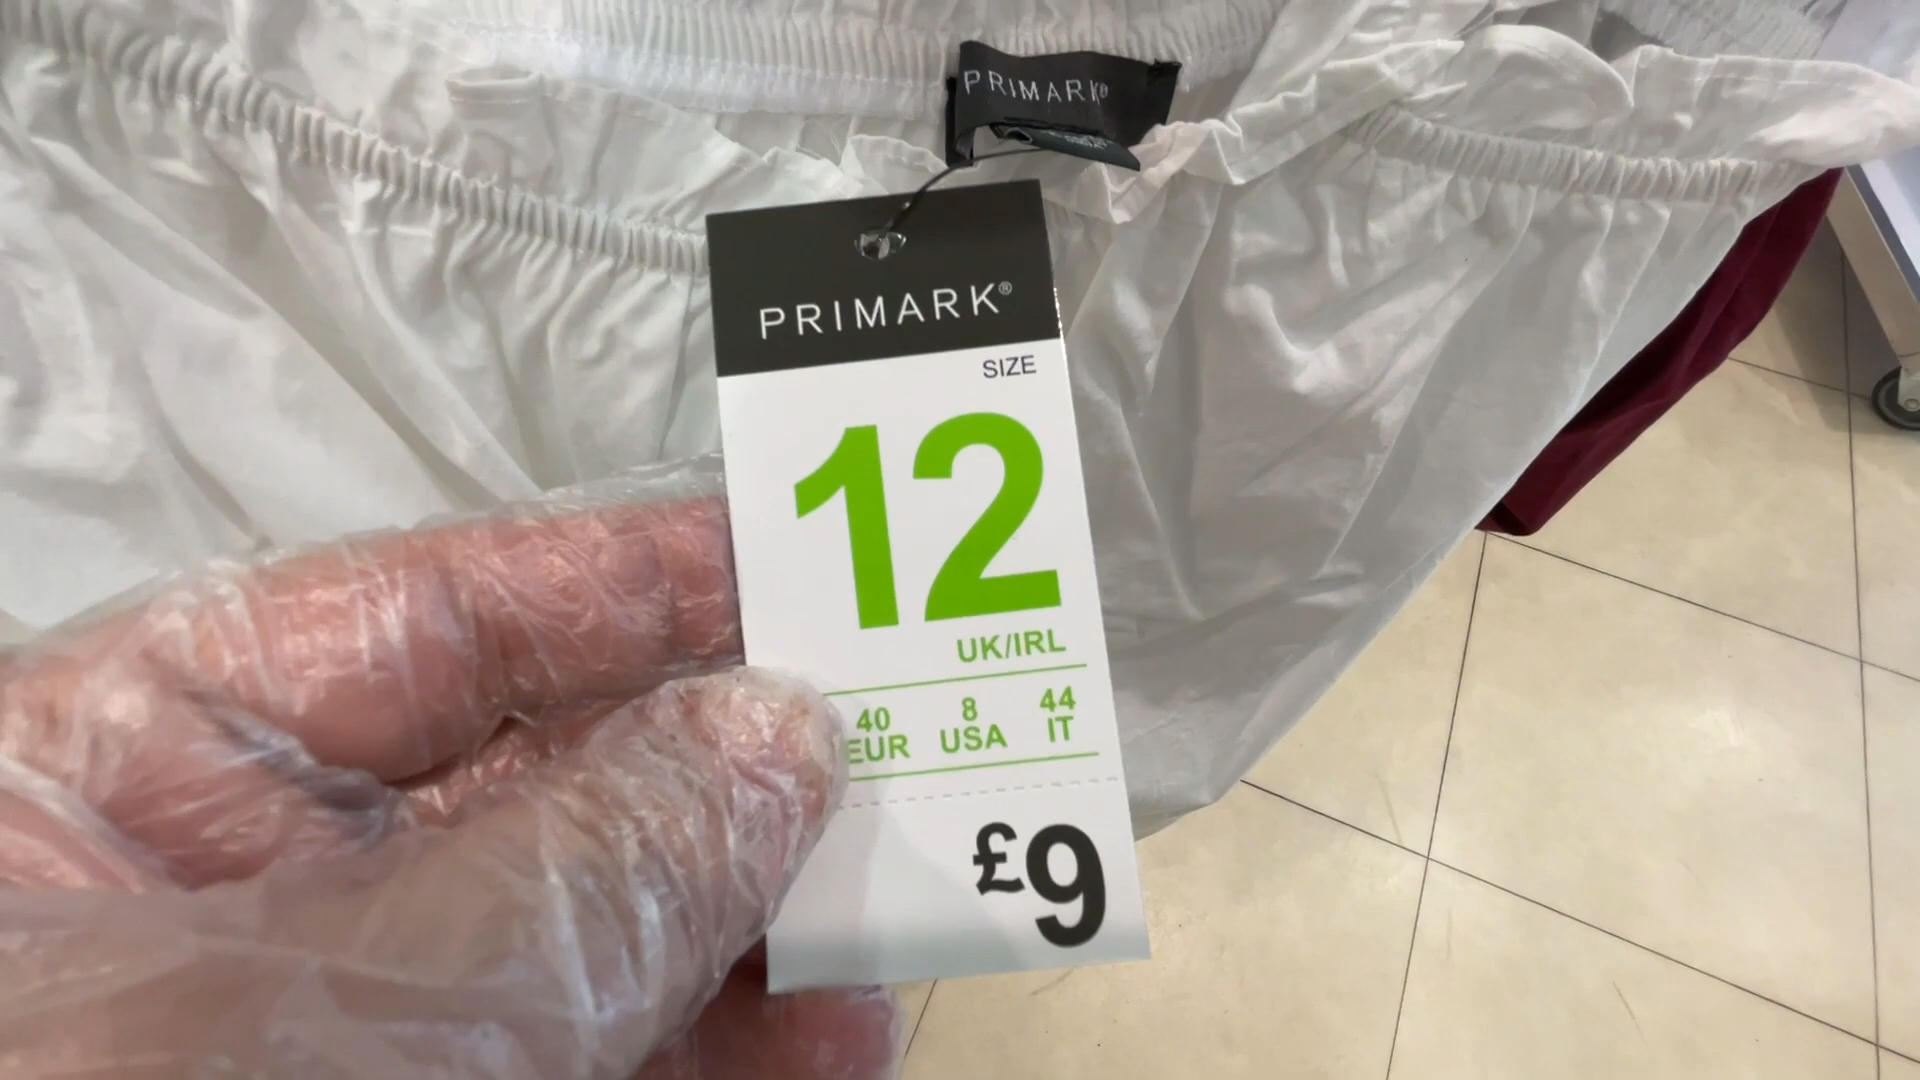 PRIMARK®
PRIMARK®
SIZE
12
UK/IRL
40 8 44
EUR USA IT
£9